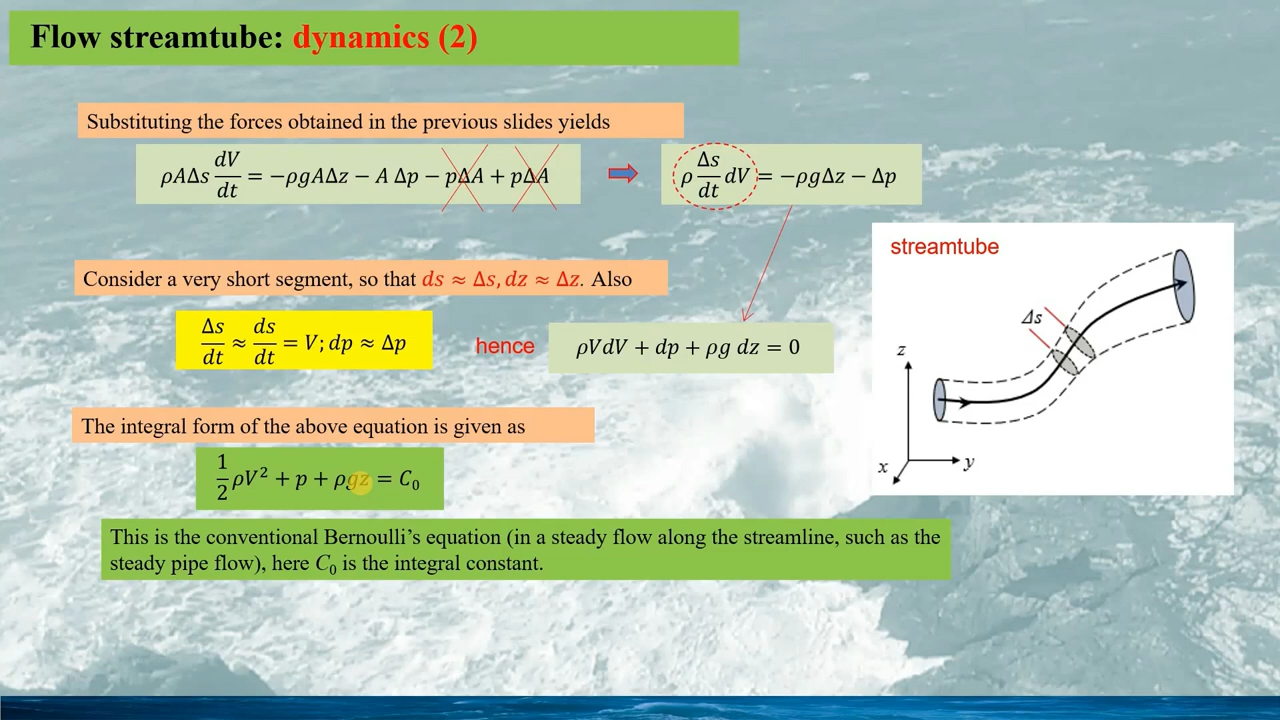 Flow streamtube: dynamics (2)
Substituting the forces obtained in the previous slides yields
ρAΔs dV/dt = −ρgAΔz − A Δp − pΔA + pΔA
ρ Δs/dt dV = −ρgΔz − Δp
Consider a very short segment, so that ds ≈ Δs, dz ≈ Δz. Also
Δs/dt ≈ ds/dt = V; dp ≈ Δp
hence
ρVdV + dp + ρg dz = 0
The integral form of the above equation is given as
1/2 ρV² + p + ρgz = C₀
This is the conventional Bernoulli's equation (in a steady flow along the streamline, such as the
steady pipe flow), here C₀ is the integral constant.
streamtube
Δs
z
x
y